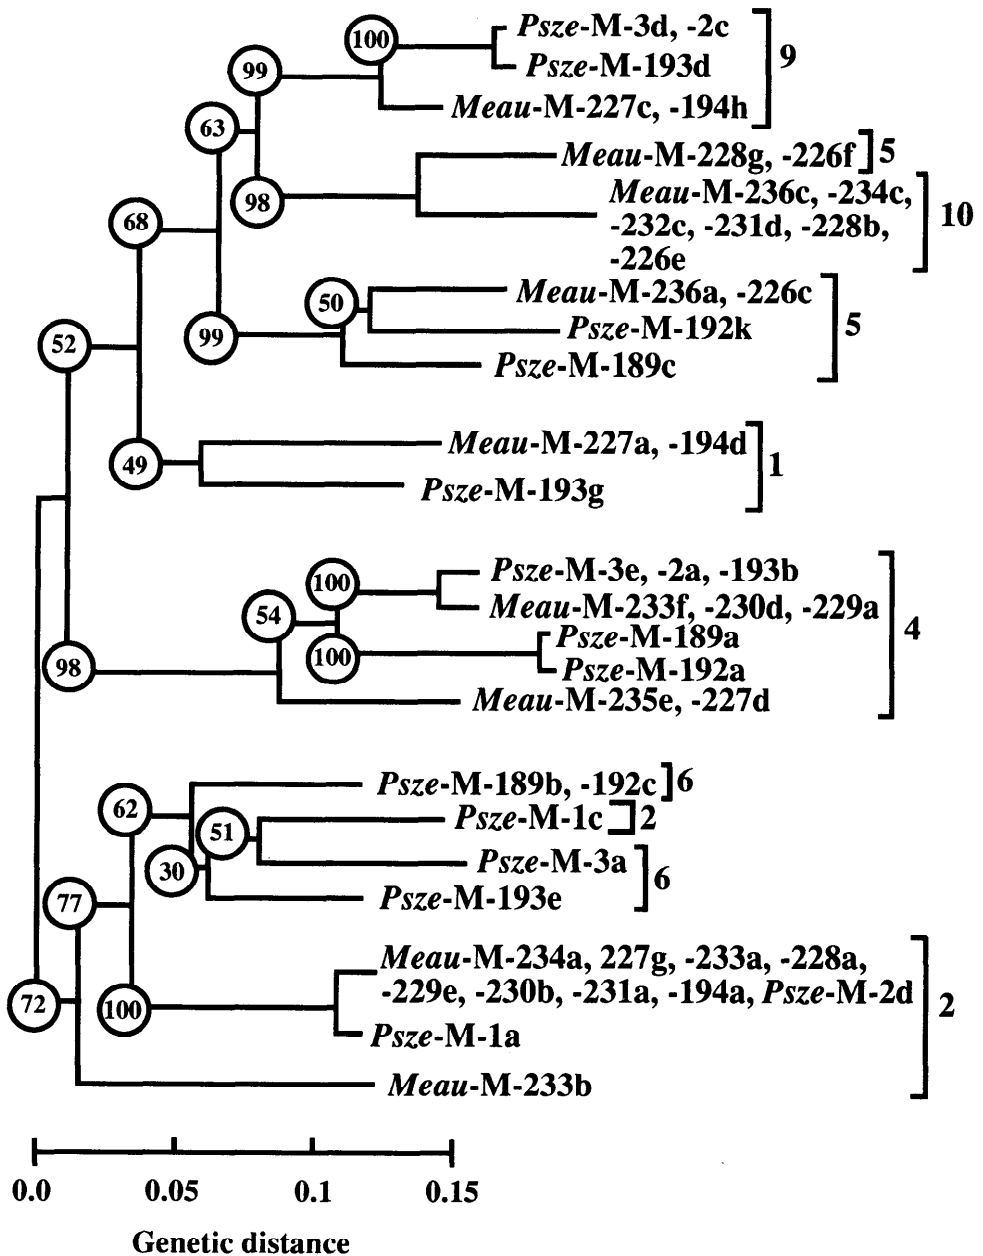 Psze-M-3d, -2c
100
9
Psze-M-193d
99
Meau-M-227c, -194h
63
Meau-M-228g, -226f 5
98
Meau-M-236c, -234c,
-232c, -231d, -228b,
-226e
10
68
Meau-M-236a, -226c
50
Psze-M-192k
5
99
Psze-M-189c
52
Meau-M-227a, -194d
49
1
Psze-M-193g
Psze-M-3e, -2a, -193b
100
Meau-M-233f, -230d, -229a
54
4
Psze-M-189a
100
Psze-M-192a
98
Meau-M-235e, -227d
Psze-M-189b, -192c 6
62
Psze-M-1c 2
51
Psze-M-3a
30
6
Psze-M-193e
77
Meau-M-234a, 227g, -233a, -228a,
-229e, -230b, -231a, -194a, Psze-M-2d
72
100
2
Psze-M-1a
Meau-M-233b
0.0 0.05 0.1 0.15
Genetic distance